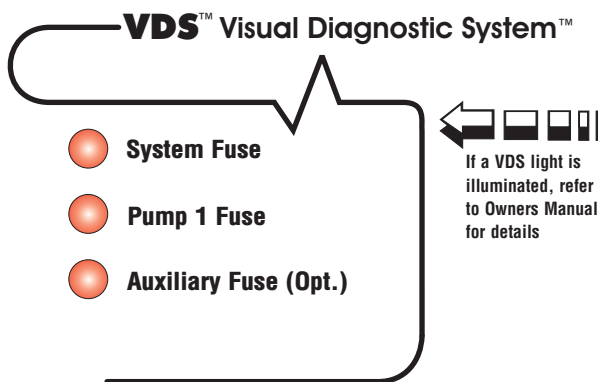 VDS™ Visual Diagnostic System™
System Fuse
Pump 1 Fuse
Auxiliary Fuse (Opt.)
If a VDS light is
illuminated, refer
to Owners Manual
for details